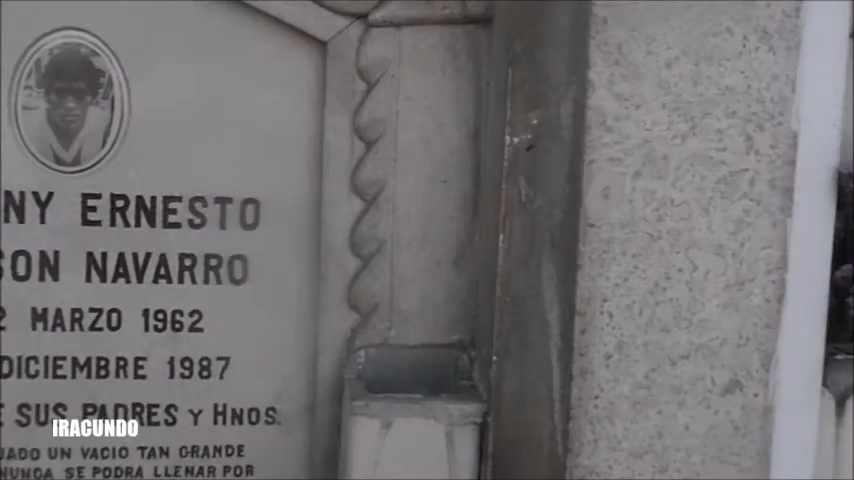 NY ERNESTO
SON NAVARRO
2 MARZO 1962
DICIEMBRE 1987
E SUS PADRES Y HNOS.
IRACUNDO
JADO UN VACIO TAN GRANDE
NUNCA SE PODRA LLENAR POR